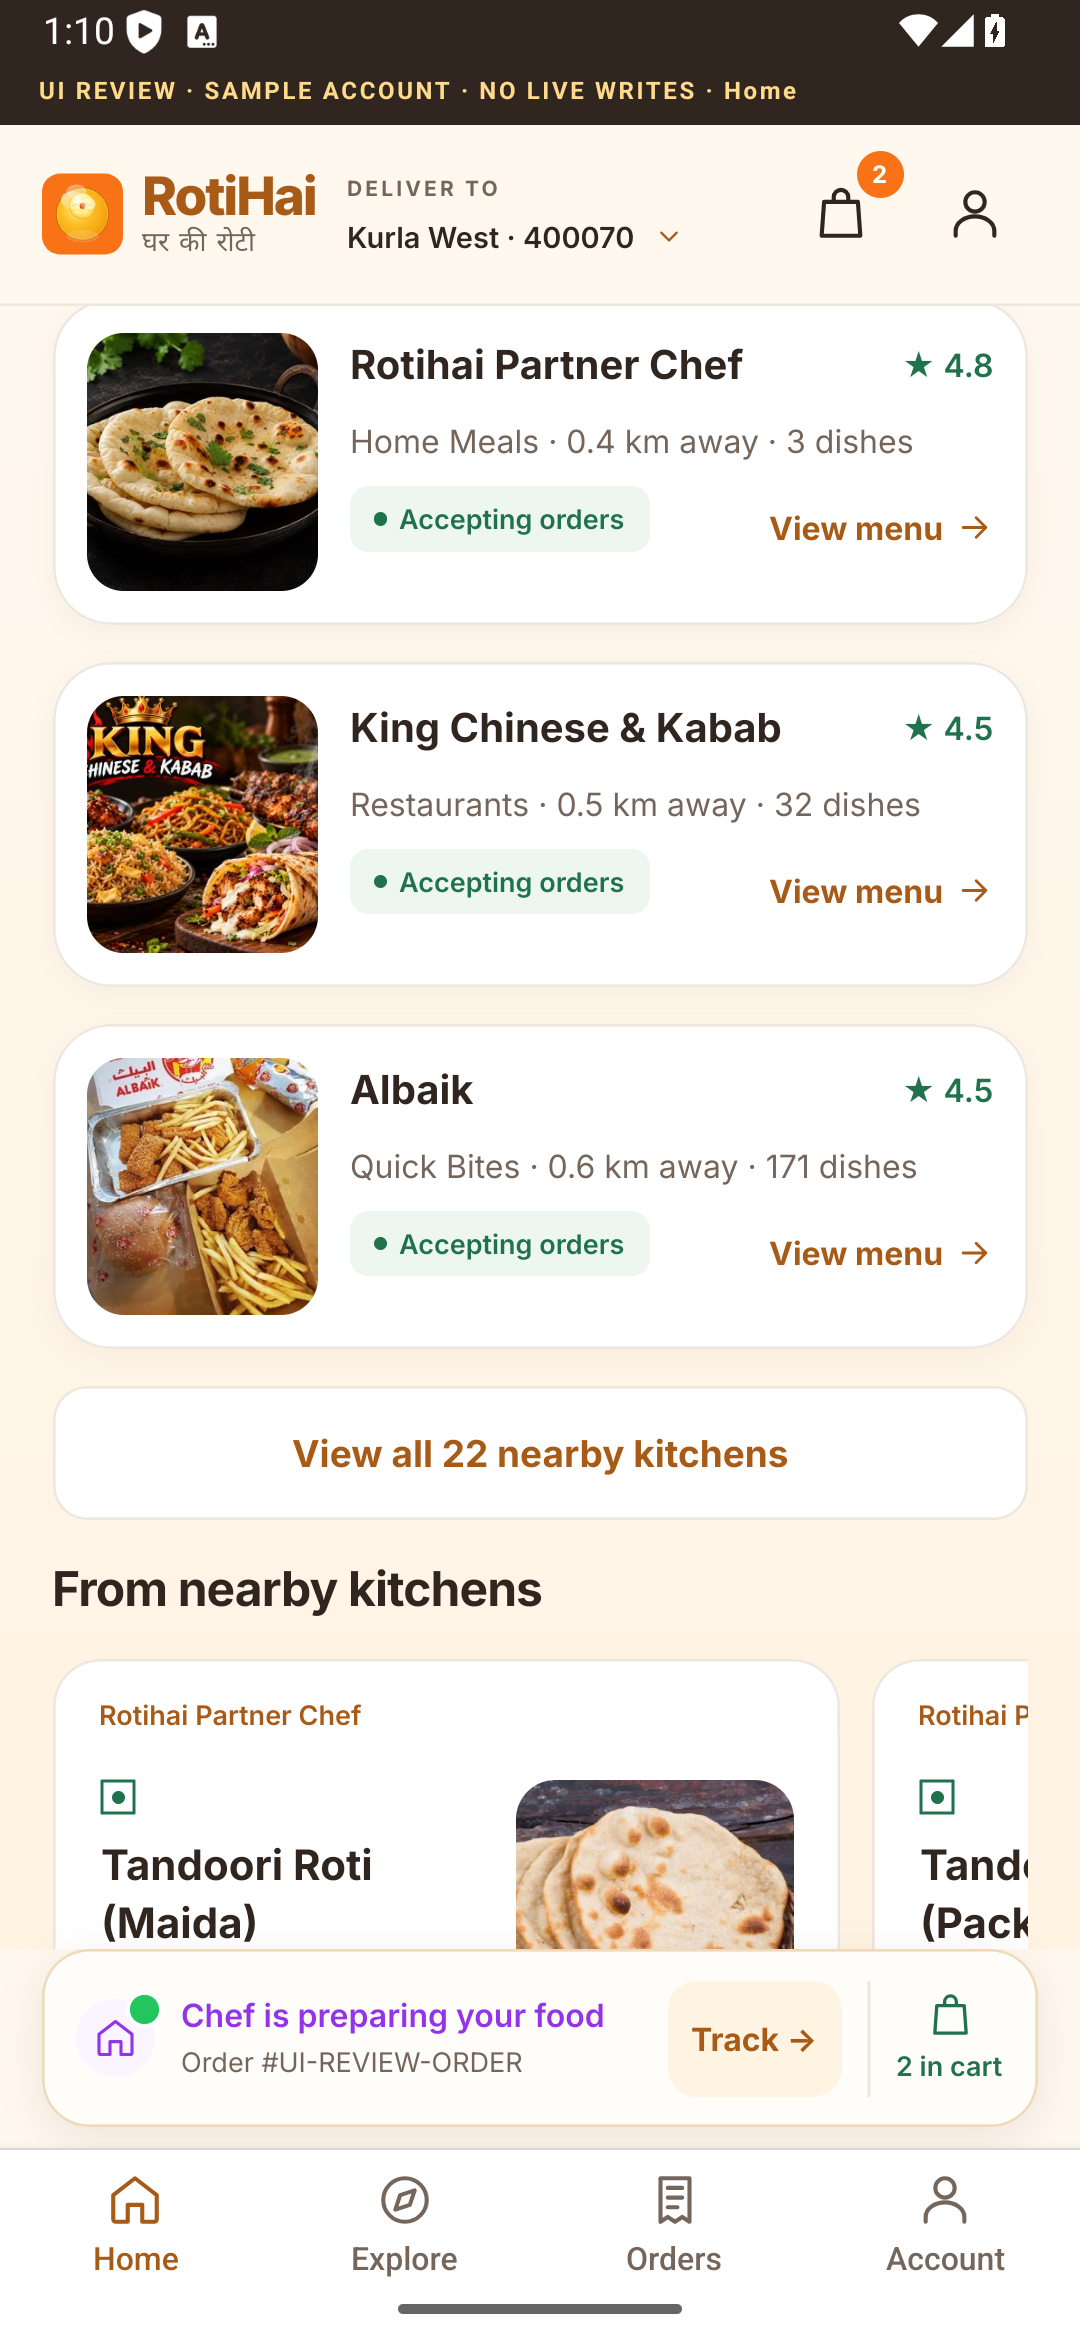 1:10
UI REVIEW · SAMPLE ACCOUNT · NO LIVE WRITES · Home
RotiHai
घर की रोटी
DELIVER TO
Kurla West · 400070
2
Rotihai Partner Chef
★ 4.8
Home Meals · 0.4 km away · 3 dishes
Accepting orders
View menu →
KING
HINESE & KABAB
King Chinese & Kabab
★ 4.5
Restaurants · 0.5 km away · 32 dishes
Accepting orders
View menu →
البيك
ALBAIK
Albaik
★ 4.5
Quick Bites · 0.6 km away · 171 dishes
Accepting orders
View menu →
View all 22 nearby kitchens
From nearby kitchens
Rotihai Partner Chef
Tandoori Roti
(Maida)
Rotihai P
Tand
(Pack
Chef is preparing your food
Order #UI-REVIEW-ORDER
Track →
2 in cart
Home
Explore
Orders
Account